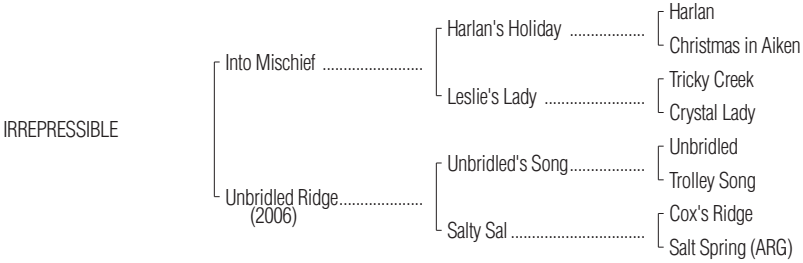 Harlan
Harlan's Holiday ..................
Christmas in Aiken
Into Mischief ........................
Tricky Creek
Leslie's Lady ........................
Crystal Lady
IRREPRESSIBLE
Unbridled
Unbridled's Song..................
Trolley Song
Unbridled Ridge....................
(2006)
Cox's Ridge
Salty Sal ................................
Salt Spring (ARG)